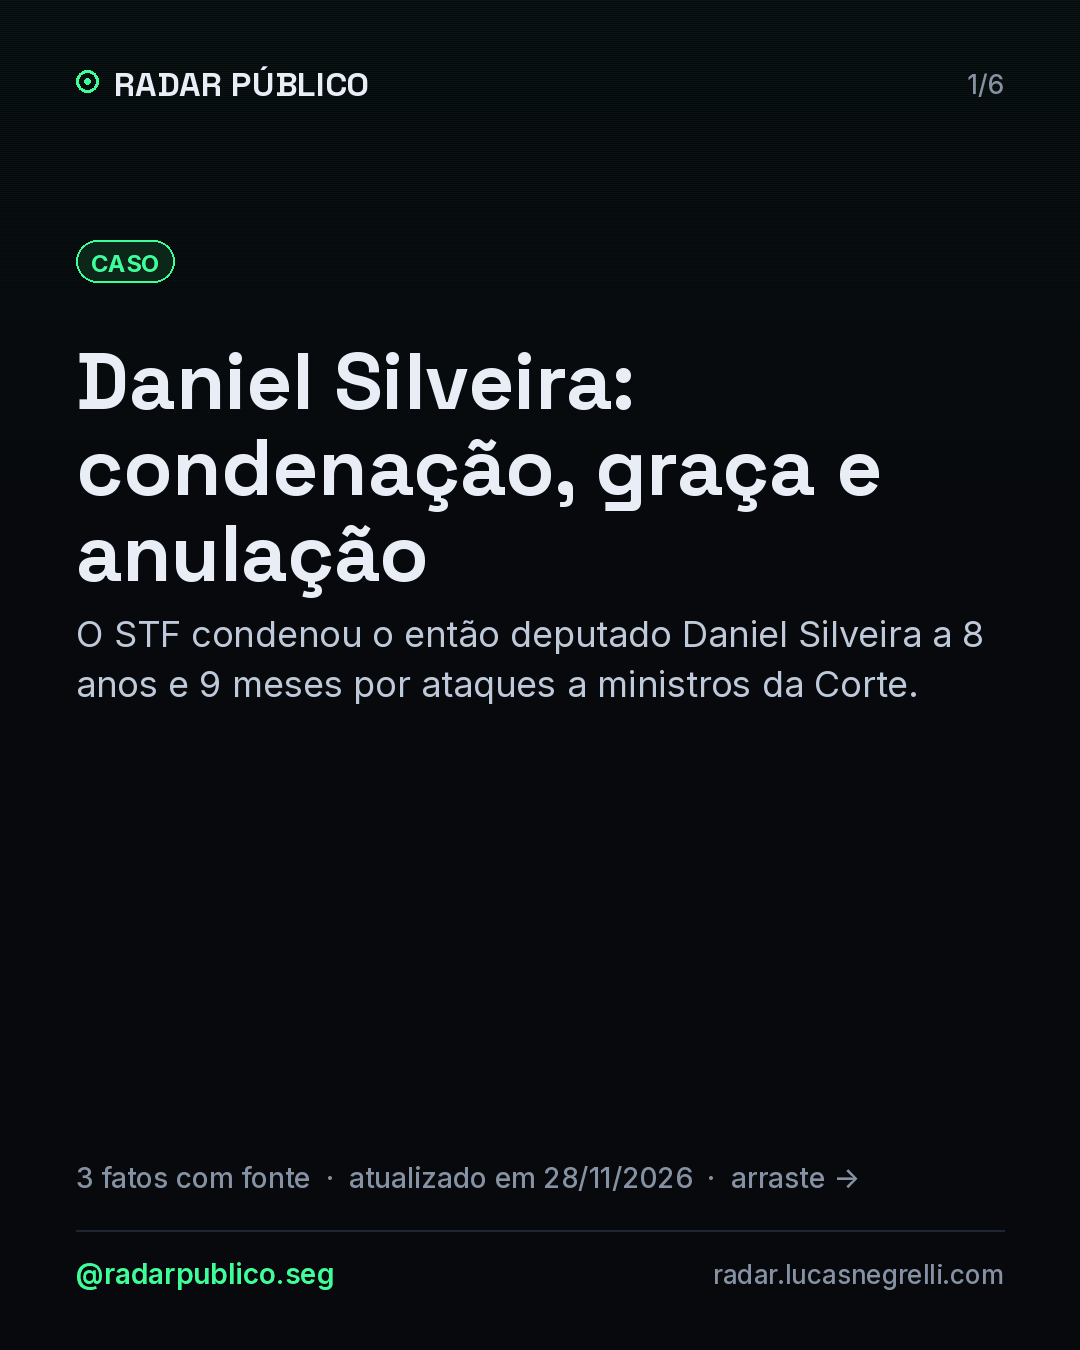 RADAR PÚBLICO
1/6
CASO
Daniel Silveira:
condenação, graça e
anulação
O STF condenou o então deputado Daniel Silveira a 8
anos e 9 meses por ataques a ministros da Corte.
3 fatos com fonte · atualizado em 28/11/2026 · arraste →
@radarpublico.seg
radar.lucasnegrelli.com